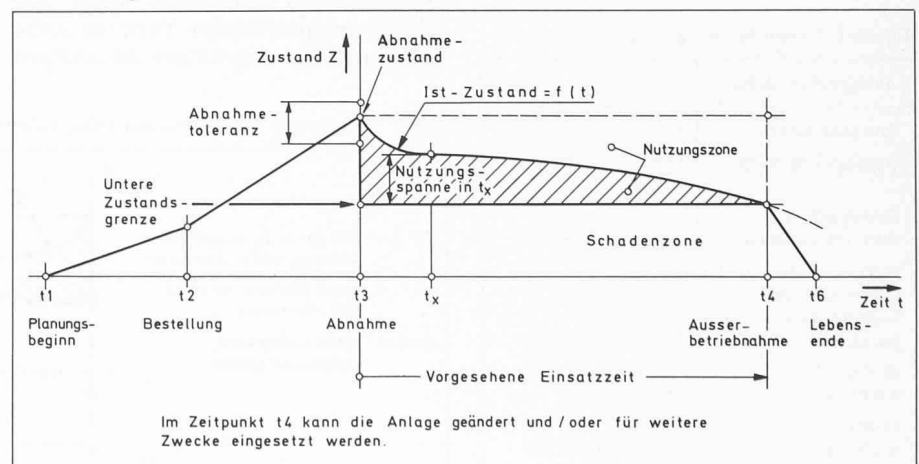 Zustand Z
Abnahme-
zustand
Ist-Zustand = f (t)
Abnahme-
toleranz
Nutzungszone
Nutzungs-
spanne in tx
Untere
Zustands-
grenze
Schadenzone
t1
t2
t3
tx
t4
t6
Zeit t
Planungs-
beginn
Bestellung
Abnahme
Ausser-
betriebnahme
Lebens-
ende
Vorgesehene Einsatzzeit
Im Zeitpunkt t4 kann die Anlage geändert und / oder für weitere
Zwecke eingesetzt werden.